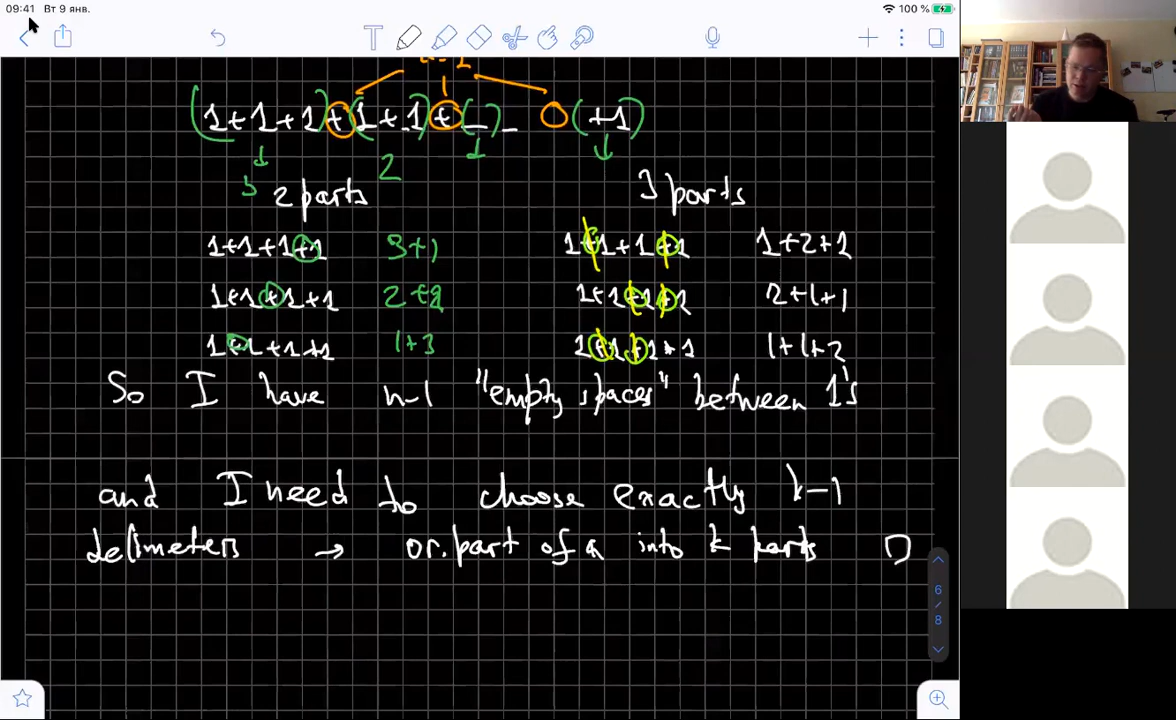 09:41 Вт 9 янв. 100 %
(1+1+1)+(1+1)+(_)_ (+1)
3 2
2 parts 3 parts
1+1+1+1 3+1 1+1+1+1 1+2+1
1+1+1+1 2+2 1+1+1+1 2+1+1
1+1+1+1 1+3 1+1+1+1 1+1+2
So I have n-1 "empty spaces" between 1's
and I need to choose exactly k-1
delimeters → or. part of n into k parts □
6
/
8